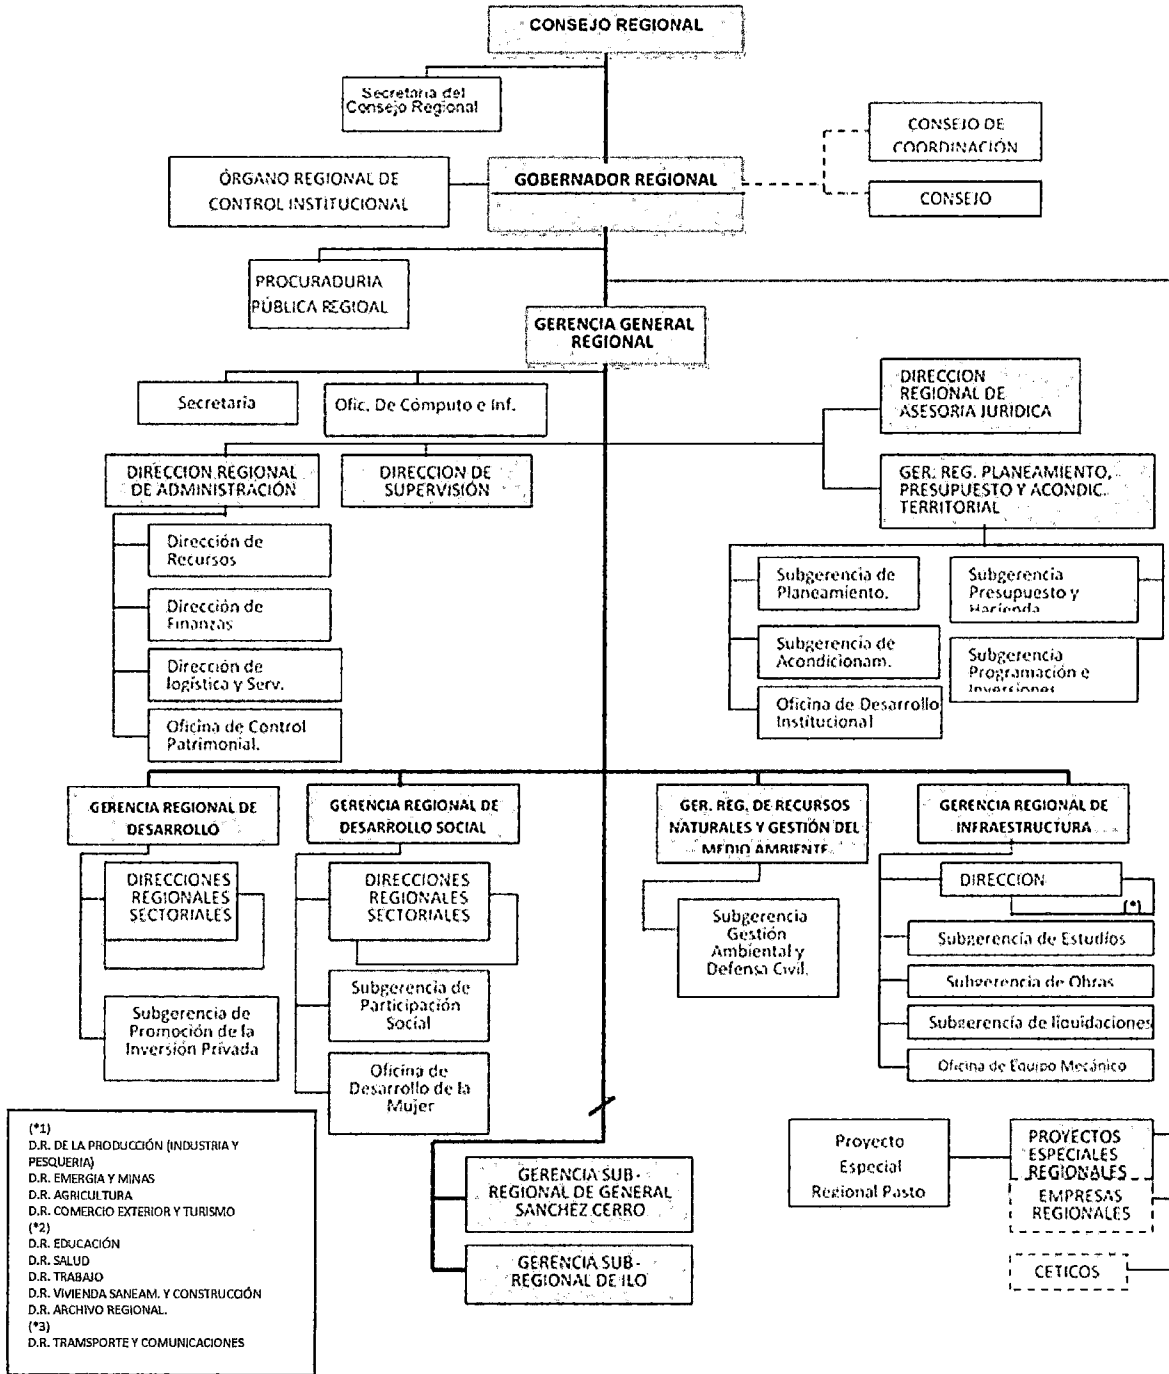 CONSEJO REGIONAL
Secretaria del
Consejo Regional
CONSEJO DE
COORDINACIÓN
ÓRGANO REGIONAL DE
CONTROL INSTITUCIONAL
GOBERNADOR REGIONAL
CONSEJO
PROCURADURIA
PÚBLICA REGIOAL
GERENCIA GENERAL
REGIONAL
Secretaria
Ofic. De Cómputo e Inf.
DIRECCION
REGIONAL DE
ASESORIA JURIDICA
DIRECCION REGIONAL
DE ADMINISTRACIÓN
DIRECCION DE
SUPERVISIÓN
GER. REG. PLANEAMIENTO,
PRESUPUESTO Y ACONDIC.
TERRITORIAL
Dirección de
Recursos
Dirección de
Finanzas
Dirección de
logística y Serv.
Oficina de Control
Patrimonial.
Subgerencia de
Planeamiento.
Subgerencia
Presupuesto y
Hacienda
Subgerencia de
Acondicionam.
Subgerencia
Programación e
Inversiones
Oficina de Desarrollo
Institucional
GERENCIA REGIONAL DE
DESARROLLO
GERENCIA REGIONAL DE
DESARROLLO SOCIAL
GER. REG. DE RECURSOS
NATURALES Y GESTIÓN DEL
MEDIO AMBIENTE
GERENCIA REGIONAL DE
INFRAESTRUCTURA
DIRECCIONES
REGIONALES
SECTORIALES
Subgerencia de
Promoción de la
Inversión Privada
DIRECCIONES
REGIONALES
SECTORIALES
Subgerencia de
Participación
Social
Oficina de
Desarrollo de la
Mujer
Subgerencia
Gestión
Ambiental y
Defensa Civil.
DIRECCION
(*)
Subgerencia de Estudios
Subgerencia de Obras
Subgerencia de liquidaciones
Oficina de Equipo Mecánico
(*1)
D.R. DE LA PRODUCCIÓN (INDUSTRIA Y
PESQUERIA)
D.R. EMERGIA Y MINAS
D.R. AGRICULTURA
D.R. COMERCIO EXTERIOR Y TURISMO
(*2)
D.R. EDUCACIÓN
D.R. SALUD
D.R. TRABAJO
D.R. VIVIENDA SANEAM. Y CONSTRUCCIÓN
D.R. ARCHIVO REGIONAL.
(*3)
D.R. TRANSPORTE Y COMUNICACIONES
GERENCIA SUB -
REGIONAL DE GENERAL
SANCHEZ CERRO
GERENCIA SUB -
REGIONAL DE ILO
Proyecto
Especial
Regional Pasto
PROYECTOS
ESPECIALES
REGIONALES
EMPRESAS
REGIONALES
CETICOS